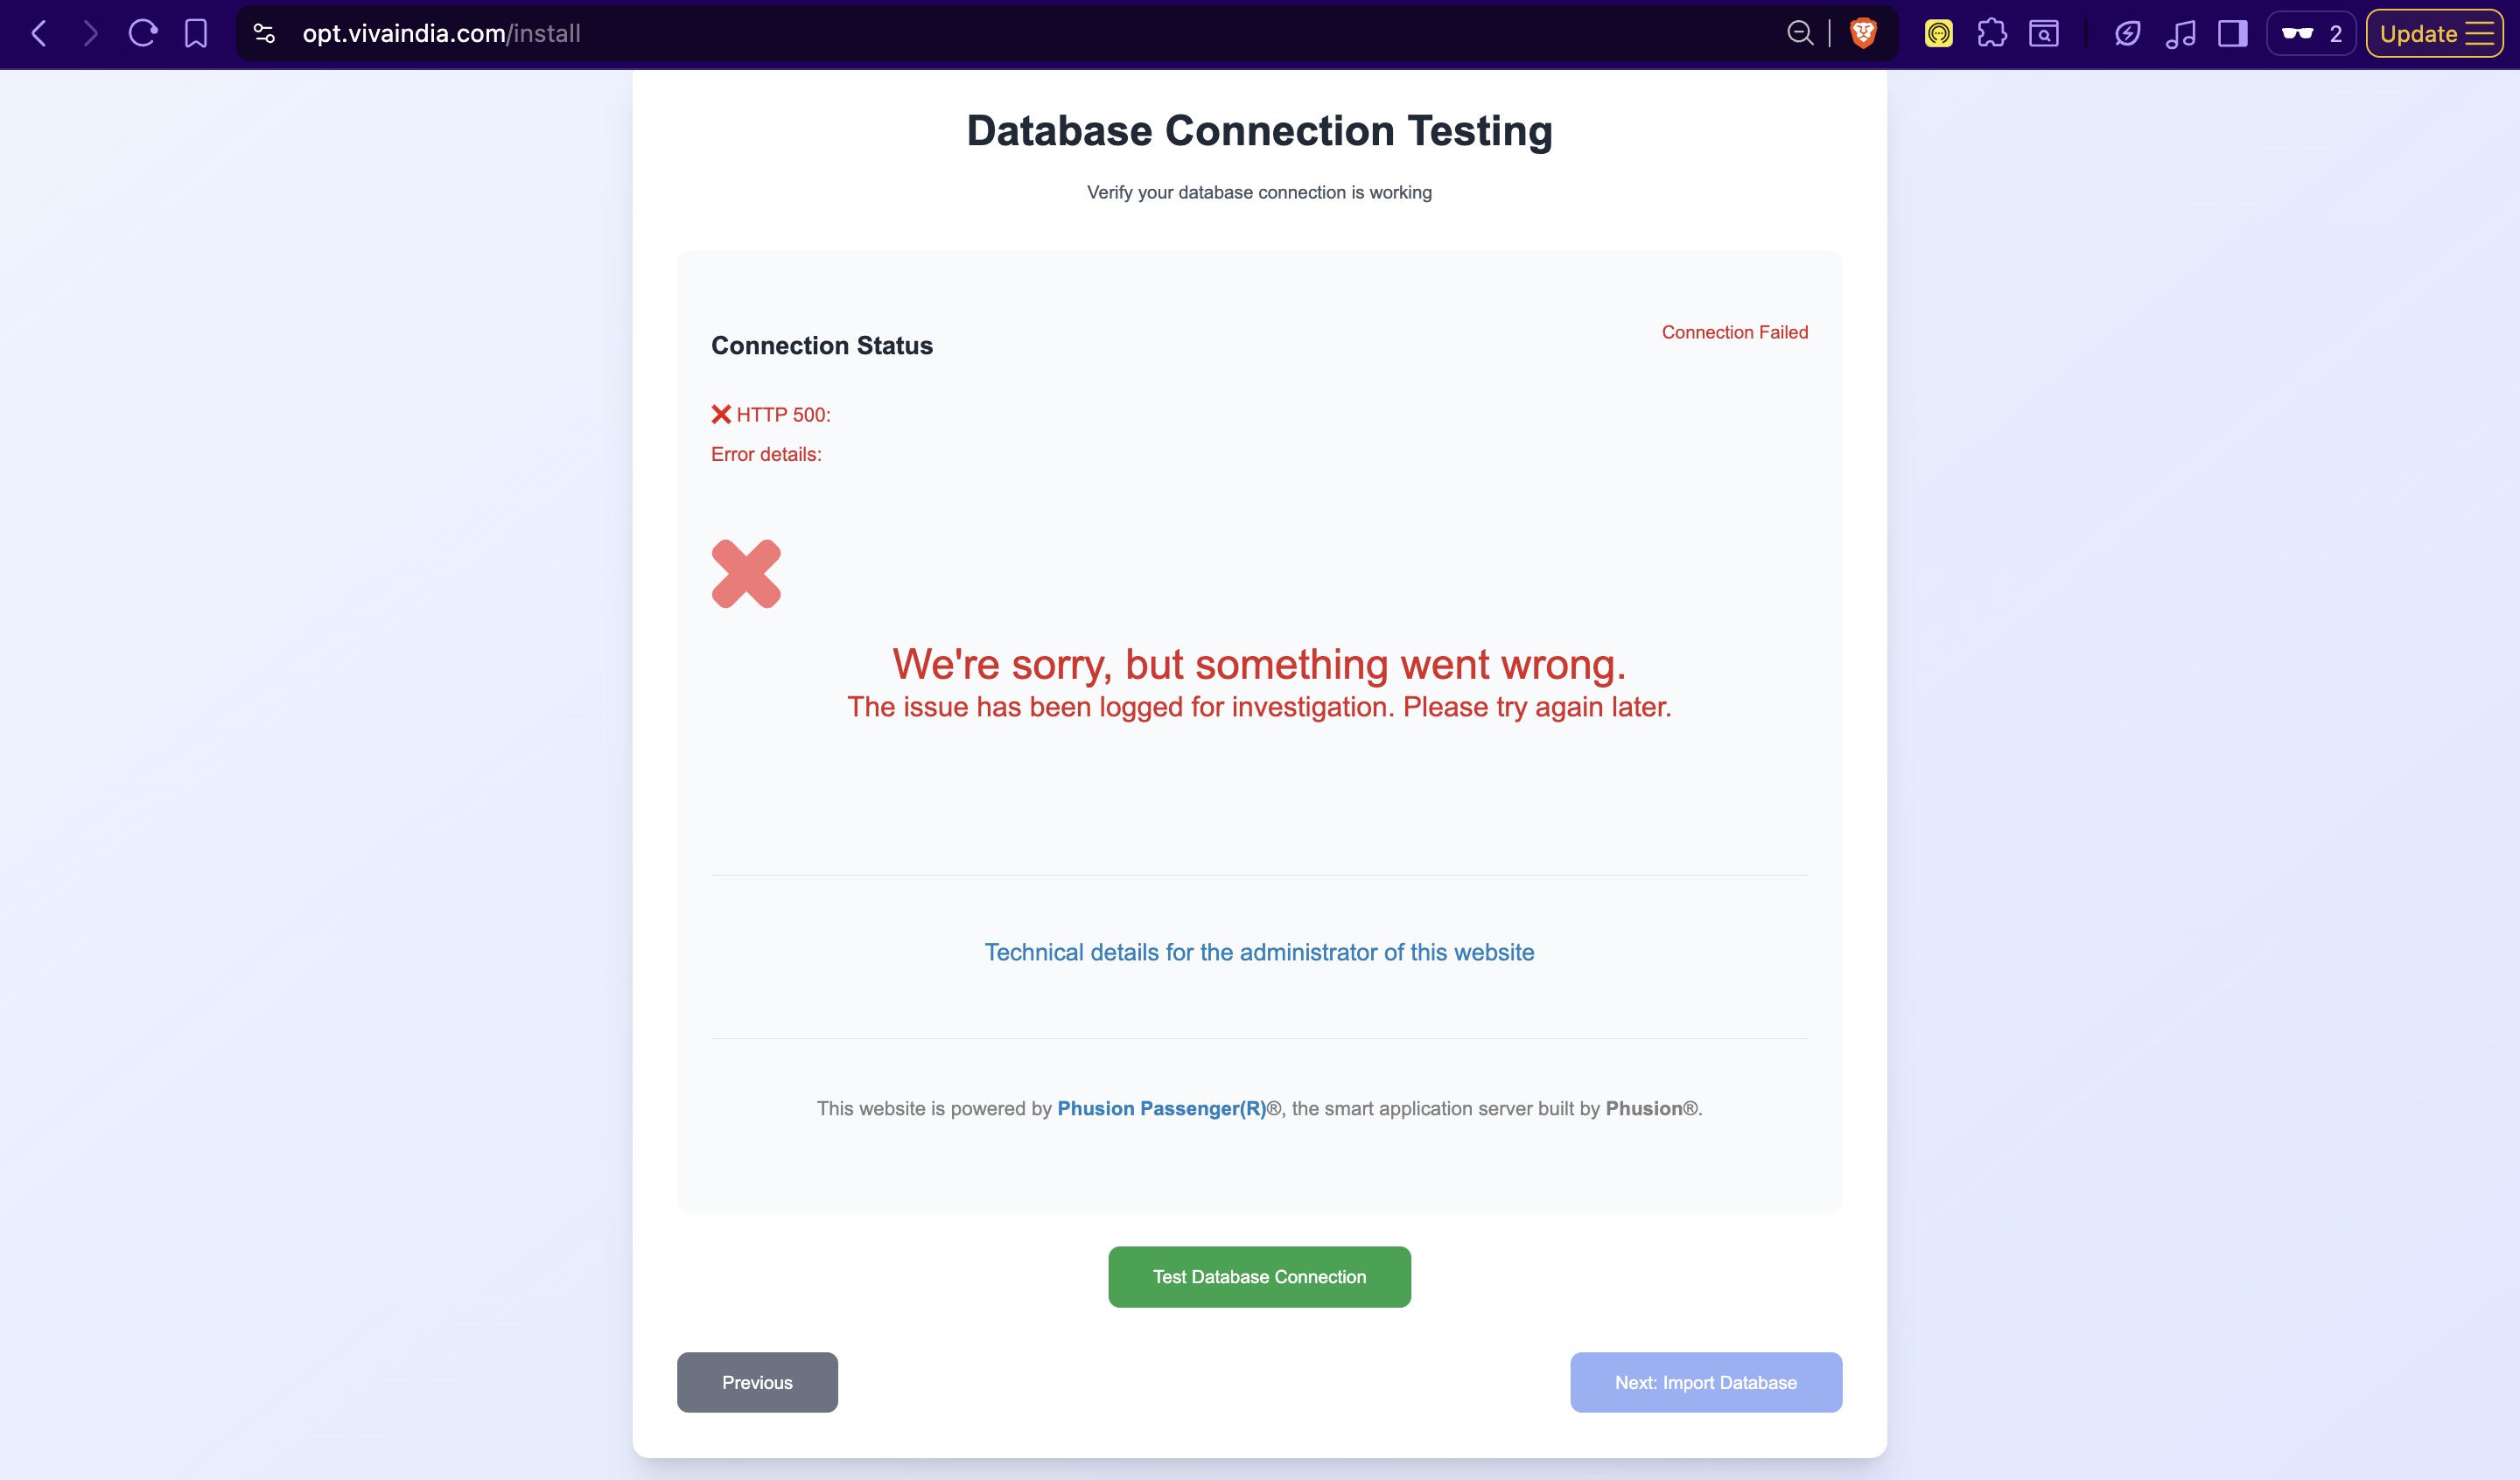 opt.vivaindia.com/install
2
Update
Database Connection Testing
Verify your database connection is working
Connection Status
Connection Failed
❌ HTTP 500:
Error details:
We're sorry, but something went wrong.
The issue has been logged for investigation. Please try again later.
Technical details for the administrator of this website
This website is powered by Phusion Passenger(R)®, the smart application server built by Phusion®.
Test Database Connection
Previous
Next: Import Database